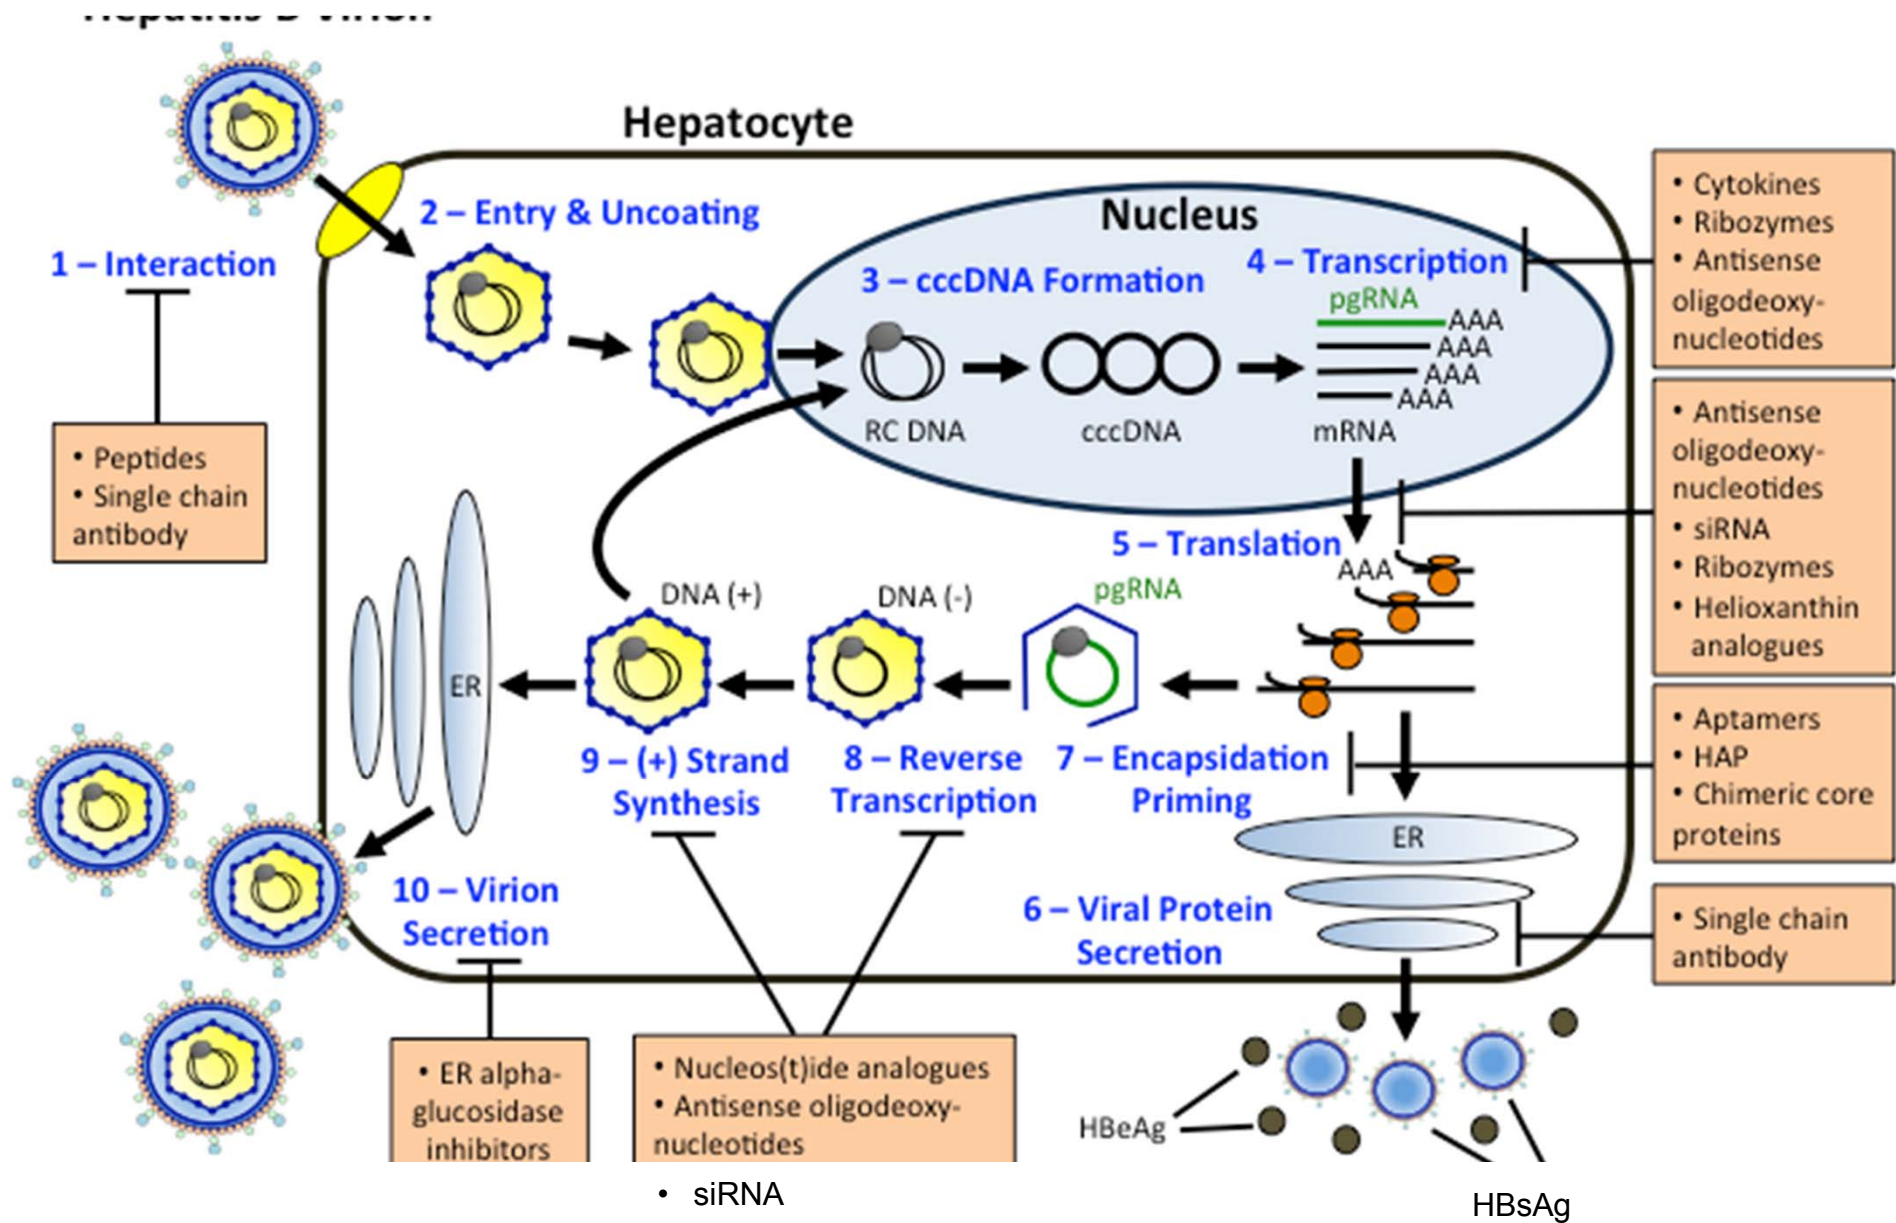 Hepatitis B Virion
Hepatocyte
2 – Entry & Uncoating
Nucleus
1 – Interaction
3 – cccDNA Formation
4 – Transcription
pgRNA
AAA
AAA
AAA
AAA
RC DNA
cccDNA
mRNA
• Cytokines
• Ribozymes
• Antisense
oligodeoxy-
nucleotides
• Peptides
• Single chain
antibody
• Antisense
oligodeoxy-
nucleotides
• siRNA
• Ribozymes
• Helioxanthin
analogues
5 – Translation
AAA
DNA (+)
DNA (-)
pgRNA
ER
9 – (+) Strand
Synthesis
8 – Reverse
Transcription
7 – Encapsidation
Priming
• Aptamers
• HAP
• Chimeric core
proteins
ER
10 – Virion
Secretion
6 – Viral Protein
Secretion
• Single chain
antibody
• ER alpha-
glucosidase
inhibitors
• Nucleos(t)ide analogues
• Antisense oligodeoxy-
nucleotides
• siRNA
HBeAg
HBsAg